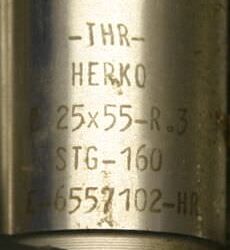 -THR-
HERKO
25x55-R.3
STG-160
E-6557102-HR